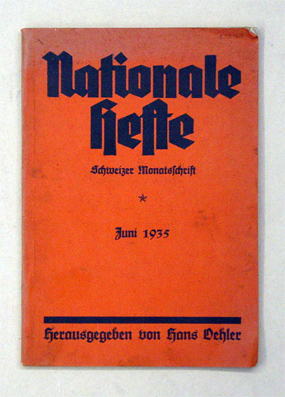 Nationale
Hefte
Schweizer Monatsschrift
*
Juni 1935
Herausgegeben von Hans Oehler